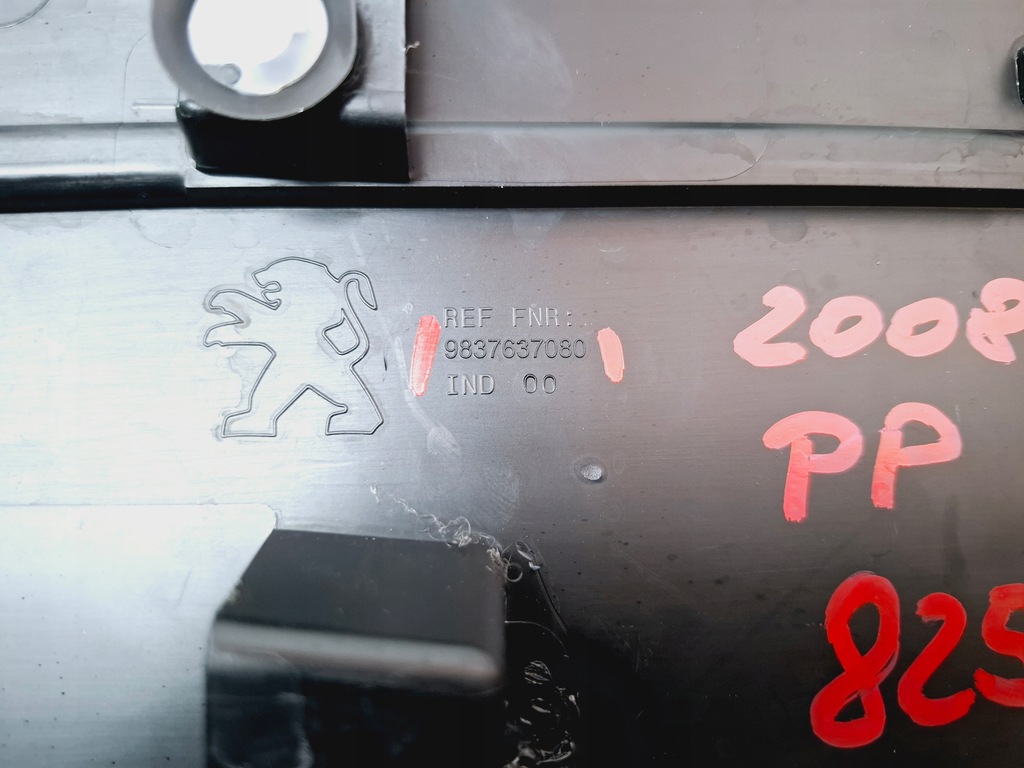 REF FNR:
9837637080
IND 00
2008
PP
825